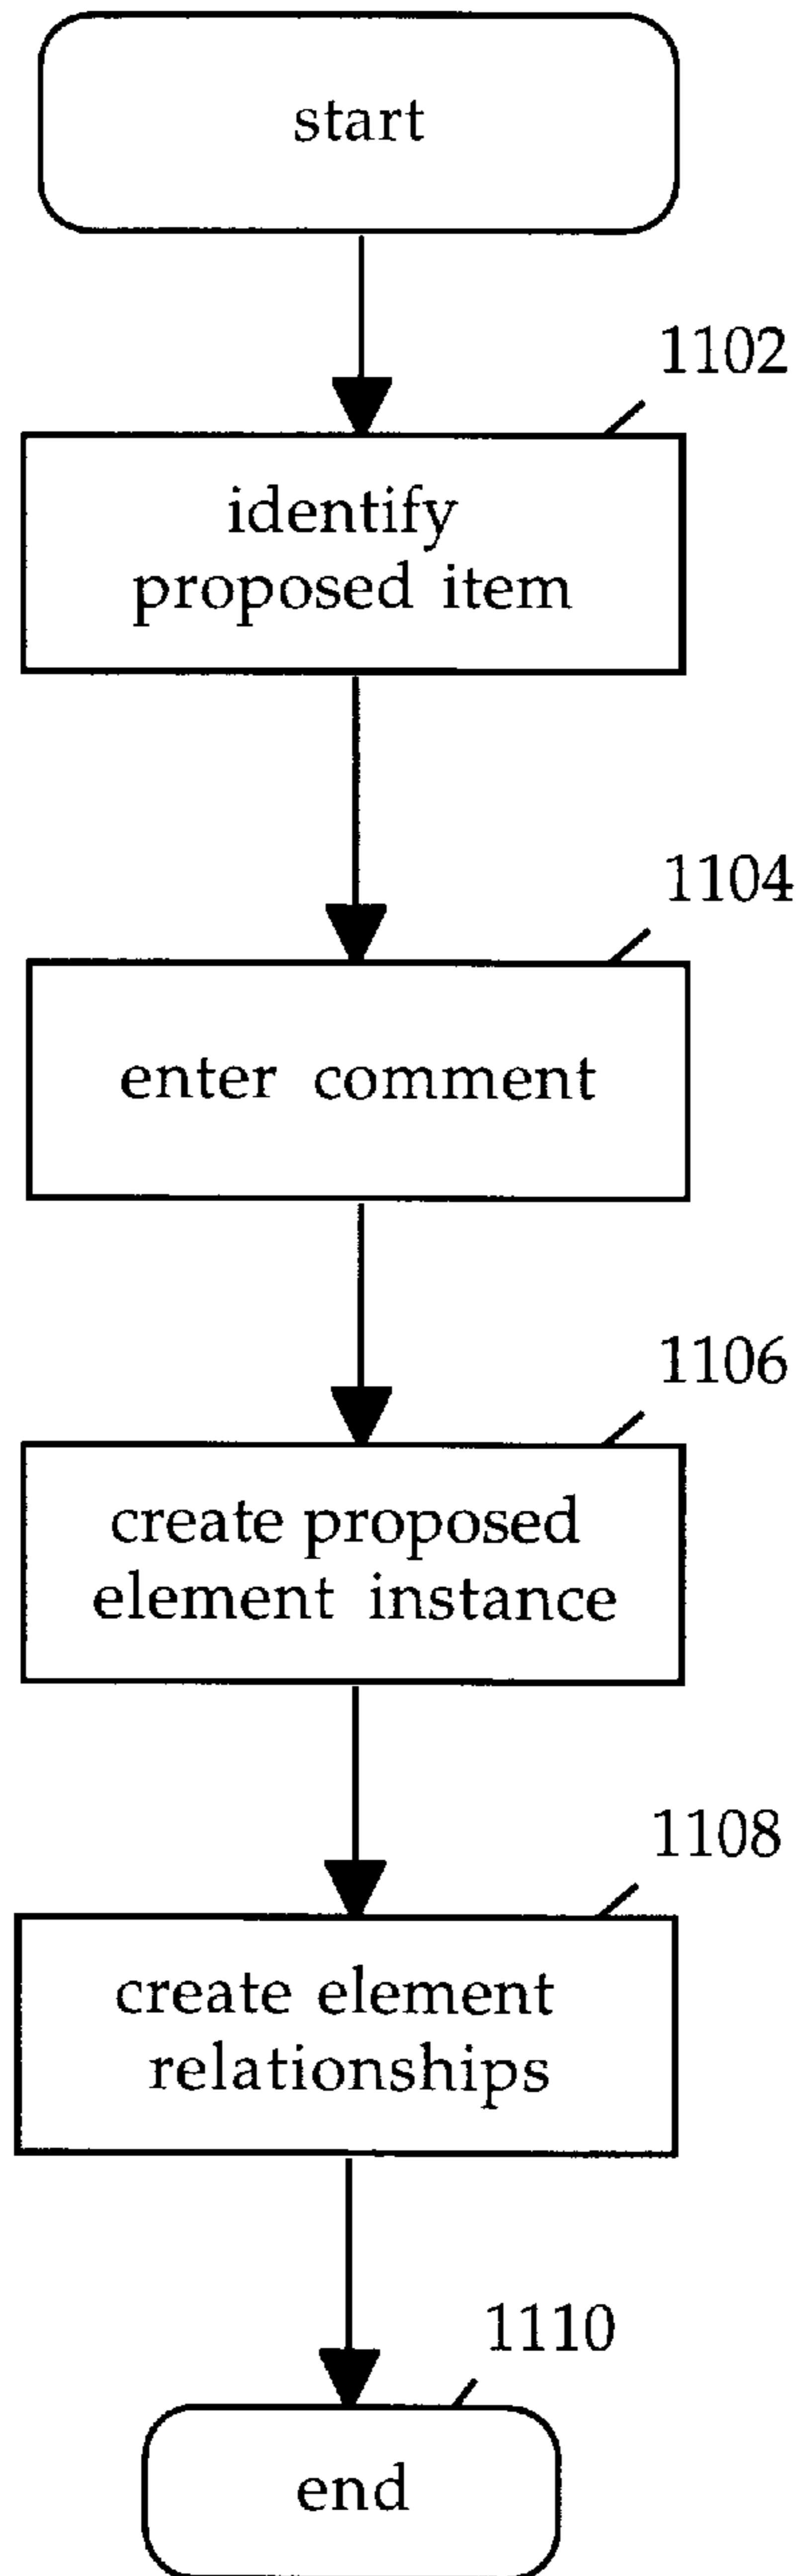 start
1102
identify
proposed item
1104
enter comment
1106
create proposed
element instance
1108
create element
relationships
1110
end